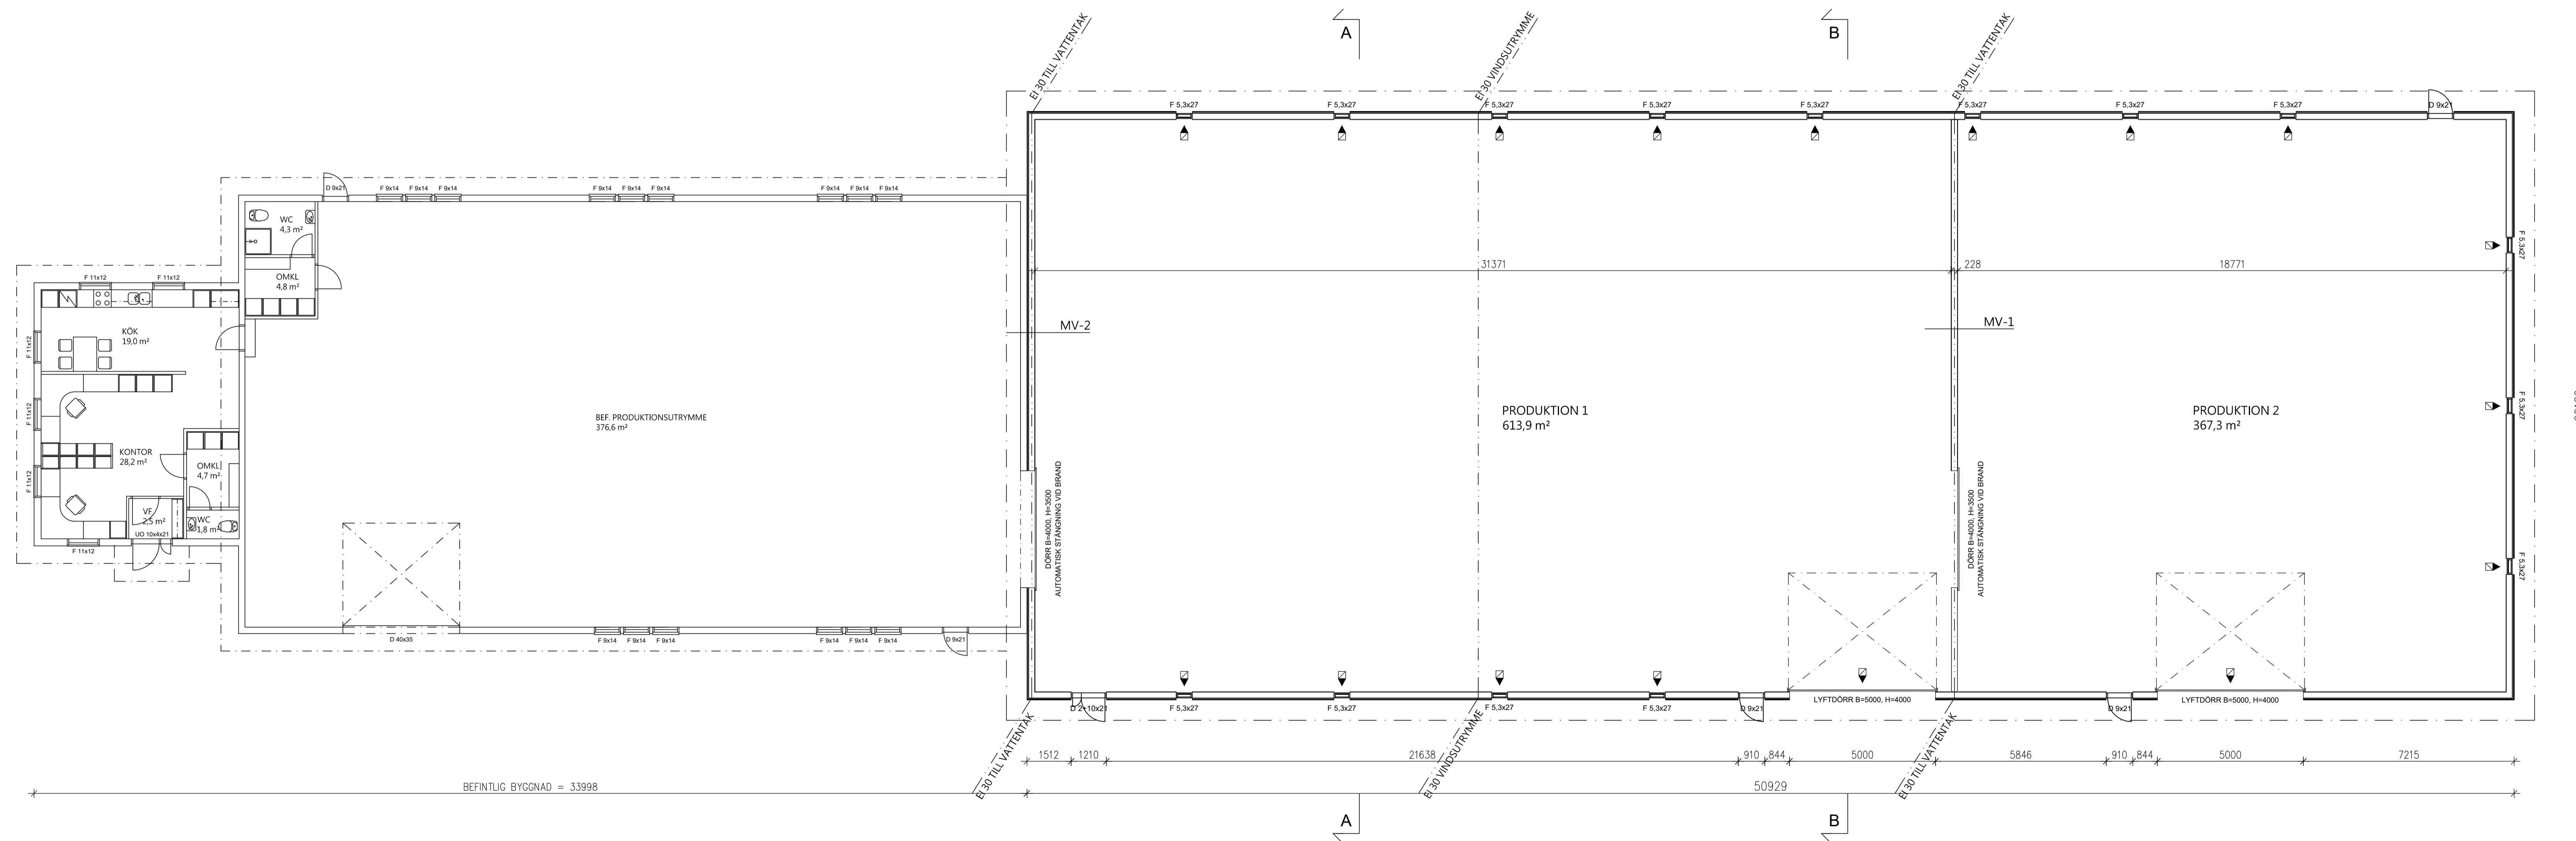 A
B
EI 30 TILL VATTENTAK
EI 30 VINDSUTRYMME
EI 30 TILL VATTENTAK
F 5,3x27
F 5,3x27
F 5,3x27
F 5,3x27
F 5,3x27
F 5,3x27
F 5,3x27
F 5,3x27
D 9x21
D 9x21
F 9x14
F 9x14
F 9x14
F 9x14
F 9x14
F 9x14
F 9x14
F 9x14
F 9x14
WC
4,3 m²
OMKL
4,8 m²
F 11x12
F 11x12
31371
228
18771
F 5,3x27
MV-2
MV-1
KÖK
19,0 m²
F 11x12
F 11x12
F 11x12
BEF. PRODUKTIONSUTRYMME
376,6 m²
PRODUKTION 1
613,9 m²
PRODUKTION 2
367,3 m²
F 5,3x27
KONTOR
28,2 m²
OMKL
4,7 m²
VF
2,5 m²
WC
1,8 m²
UO 10x4x21
F 11x12
DÖRR B=4000, H=3500
AUTOMATISK STÄNGNING VID BRAND
DÖRR B=4000, H=3500
AUTOMATISK STÄNGNING VID BRAND
F 5,3x27
D 40x35
F 9x14
F 9x14
F 9x14
F 9x14
F 9x14
F 9x14
D 9x21
D 2+10x21
F 5,3x27
F 5,3x27
F 5,3x27
F 5,3x27
D 9x21
LYFTDÖRR B=5000, H=4000
D 9x21
LYFTDÖRR B=5000, H=4000
EI 30 TILL VATTENTAK
EI 30 VINDSUTRYMME
EI 30 TILL VATTENTAK
1512
1210
21638
910
844
5000
5846
910
844
5000
7215
BEFINTLIG BYGGNAD = 33998
50929
A
B